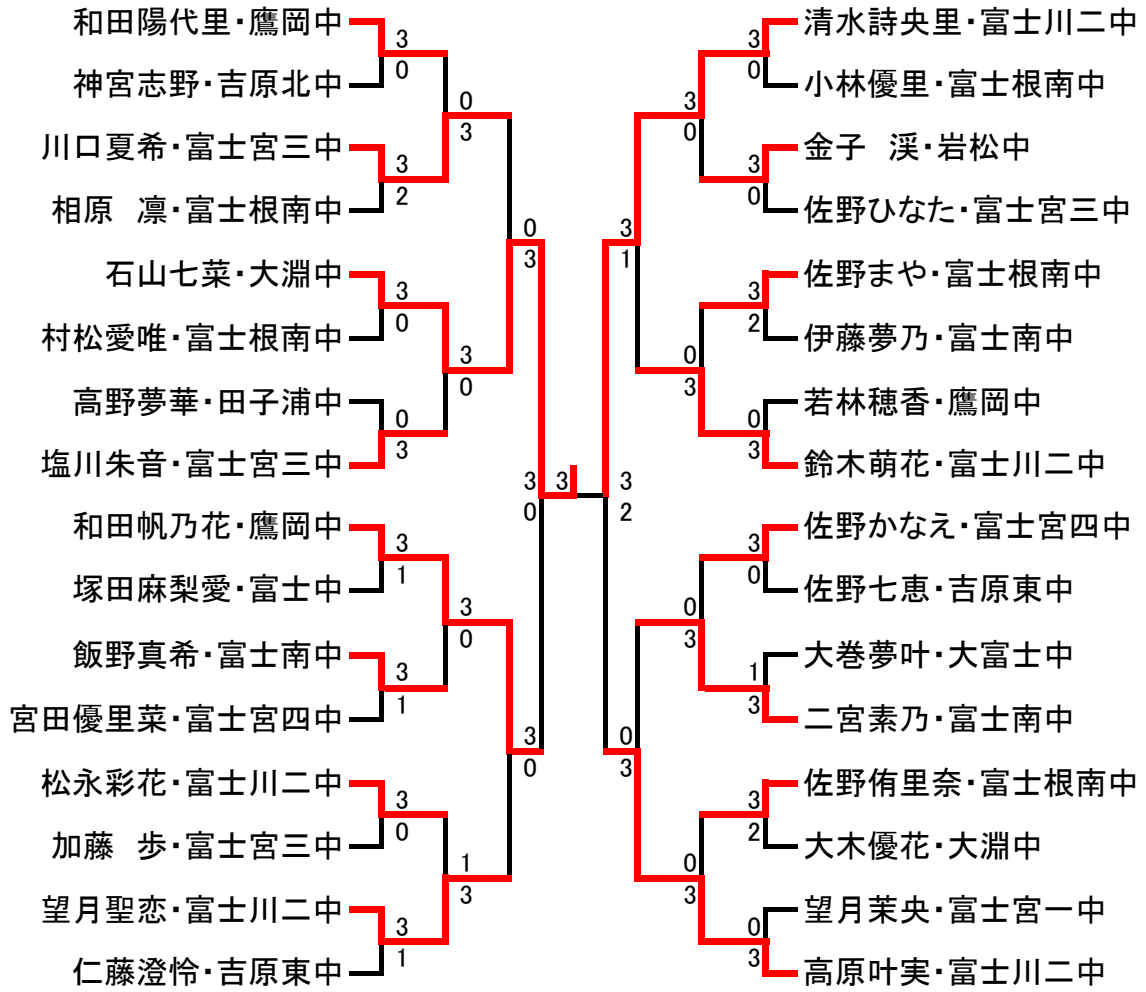 和田陽代里・鷹岡中
3
0
神宮志野・吉原北中
0
3
川口夏希・富士宮三中
3
2
相原　凛・富士根南中
0
3
石山七菜・大淵中
3
0
村松愛唯・富士根南中
3
0
高野夢華・田子浦中
0
3
塩川朱音・富士宮三中
3
0
3
和田帆乃花・鷹岡中
3
1
塚田麻梨愛・富士中
3
0
飯野真希・富士南中
3
1
宮田優里菜・富士宮四中
3
0
松永彩花・富士川二中
3
0
加藤　歩・富士宮三中
1
3
望月聖恋・富士川二中
3
1
仁藤澄怜・吉原東中
清水詩央里・富士川二中
3
0
小林優里・富士根南中
3
0
金子　渓・岩松中
3
0
佐野ひなた・富士宮三中
3
1
佐野まや・富士根南中
3
2
伊藤夢乃・富士南中
0
3
若林穂香・鷹岡中
0
3
鈴木萌花・富士川二中
3
2
佐野かなえ・富士宮四中
3
0
佐野七恵・吉原東中
0
3
大巻夢叶・大富士中
1
3
二宮素乃・富士南中
0
3
佐野侑里奈・富士根南中
3
2
大木優花・大淵中
0
3
望月茉央・富士宮一中
0
3
高原叶実・富士川二中